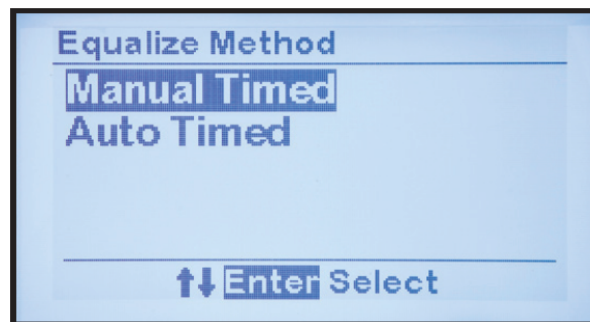 Equalize Method
Manual Timed
Auto Timed
↑↓ Enter Select